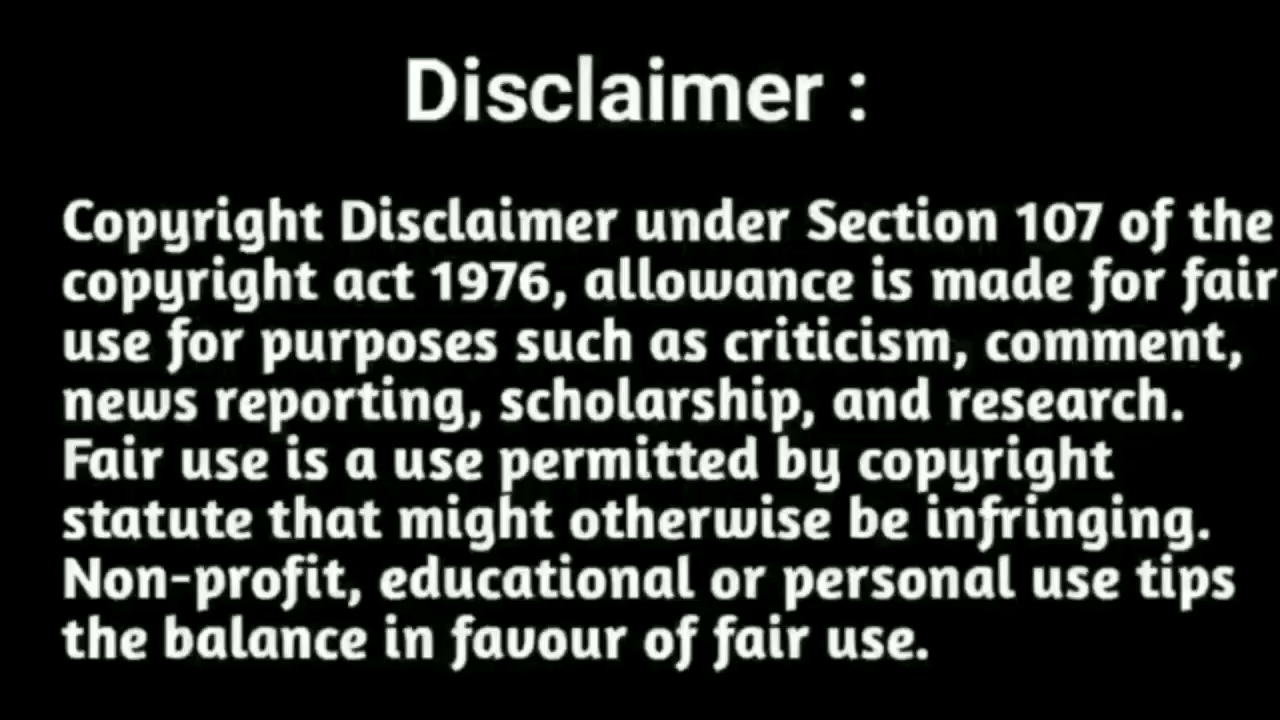 Disclaimer :
Copyright Disclaimer under Section 107 of the
copyright act 1976, allowance is made for fair
use for purposes such as criticism, comment,
news reporting, scholarship, and research.
Fair use is a use permitted by copyright
statute that might otherwise be infringing.
Non-profit, educational or personal use tips
the balance in favour of fair use.